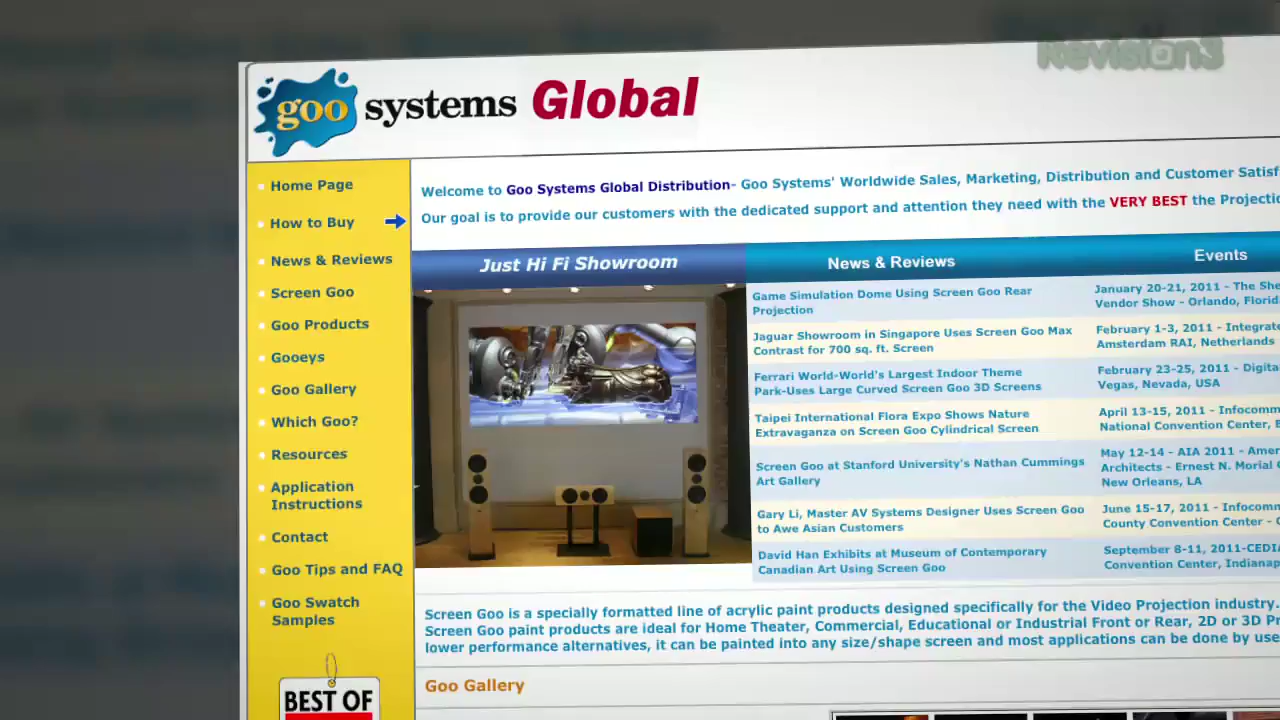 Revision3
goo systems Global
Home Page
How to Buy
News & Reviews
Screen Goo
Goo Products
Gooeys
Goo Gallery
Which Goo?
Resources
Application
Instructions
Contact
Goo Tips and FAQ
Goo Swatch
Samples
BEST OF
Welcome to Goo Systems Global Distribution- Goo Systems' Worldwide Sales, Marketing, Distribution and Customer Satisf
Our goal is to provide our customers with the dedicated support and attention they need with the VERY BEST the Projectio
Just Hi Fi Showroom
News & Reviews
Game Simulation Dome Using Screen Goo Rear
Projection
Jaguar Showroom in Singapore Uses Screen Goo Max
Contrast for 700 sq. ft. Screen
Ferrari World-World's Largest Indoor Theme
Park-Uses Large Curved Screen Goo 3D Screens
Taipei International Flora Expo Shows Nature
Extravaganza on Screen Goo Cylindrical Screen
Screen Goo at Stanford University's Nathan Cummings
Art Gallery
Gary Li, Master AV Systems Designer Uses Screen Goo
to Awe Asian Customers
David Han Exhibits at Museum of Contemporary
Canadian Art Using Screen Goo
Events
January 20-21, 2011 - The She
Vendor Show - Orlando, Florida
February 1-3, 2011 - Integrate
Amsterdam RAI, Netherlands
February 23-25, 2011 - Digita
Vegas, Nevada, USA
April 13-15, 2011 - Infocomm
National Convention Center, B
May 12-14 - AIA 2011 - Amer
Architects - Ernest N. Morial C
New Orleans, LA
June 15-17, 2011 - Infocomm
County Convention Center -
September 8-11, 2011-CEDI
Convention Center, Indianap
Screen Goo is a specially formatted line of acrylic paint products designed specifically for the Video Projection industry.
Screen Goo paint products are ideal for Home Theater, Commercial, Educational or Industrial Front or Rear, 2D or 3D Pr
lower performance alternatives, it can be painted into any size/shape screen and most applications can be done by use
Goo Gallery